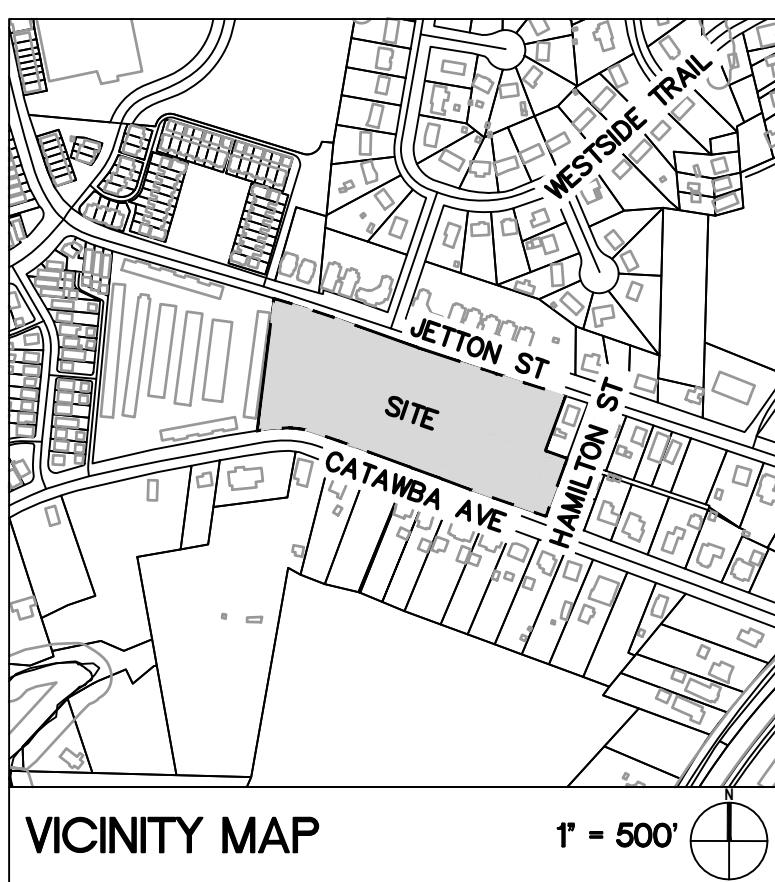 WESTSIDE TRAIL
JETTON ST
SITE
HAMILTON ST
CATAWBA AVE
VICINITY MAP
1" = 500'
N